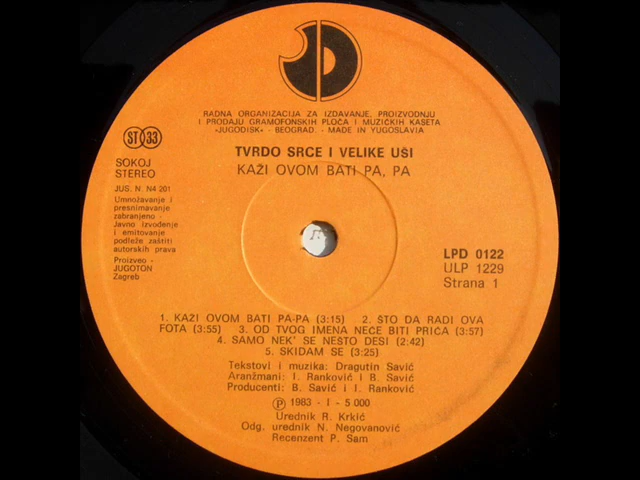 RADNA ORGANIZACIJA ZA IZDAVANJE, PROIZVODNJU
I PRODAJU GRAMOFONSKIH PLOČA I MUZIČKIH KASETA
«JUGODISK» - BEOGRAD. - MADE IN YUGOSLAVIA
TVRDO SRCE I VELIKE UŠI
KAŽI OVOM BATI PA, PA
ST 33
SOKOJ
STEREO
JUS. N. N4 201
Umnožavanje i
presnimavanje
zabranjeno -
Javno izvođenje
i emitovanje
podleže zaštiti
autorskih prava
Proizveo -
JUGOTON
Zagreb
LPD 0122
ULP 1229
Strana 1
1. KAŽI OVOM BATI PA-PA (3:15) 2. ŠTO DA RADI OVA
FOTA (3:55) 3. OD TVOG IMENA NEĆE BITI PRIČA (3:57)
4. SAMO NEK' SE NEŠTO DESI (2:42)
5. SKIDAM SE (3:25)
Tekstovi i muzika: Dragutin Savić
Aranžmani: I. Ranković i B. Savić
Producenti: B. Savić i I. Ranković
℗ 1983 - I - 5 000
Urednik R. Krkić
Odg. urednik N. Negovanović
Recenzent P. Sam